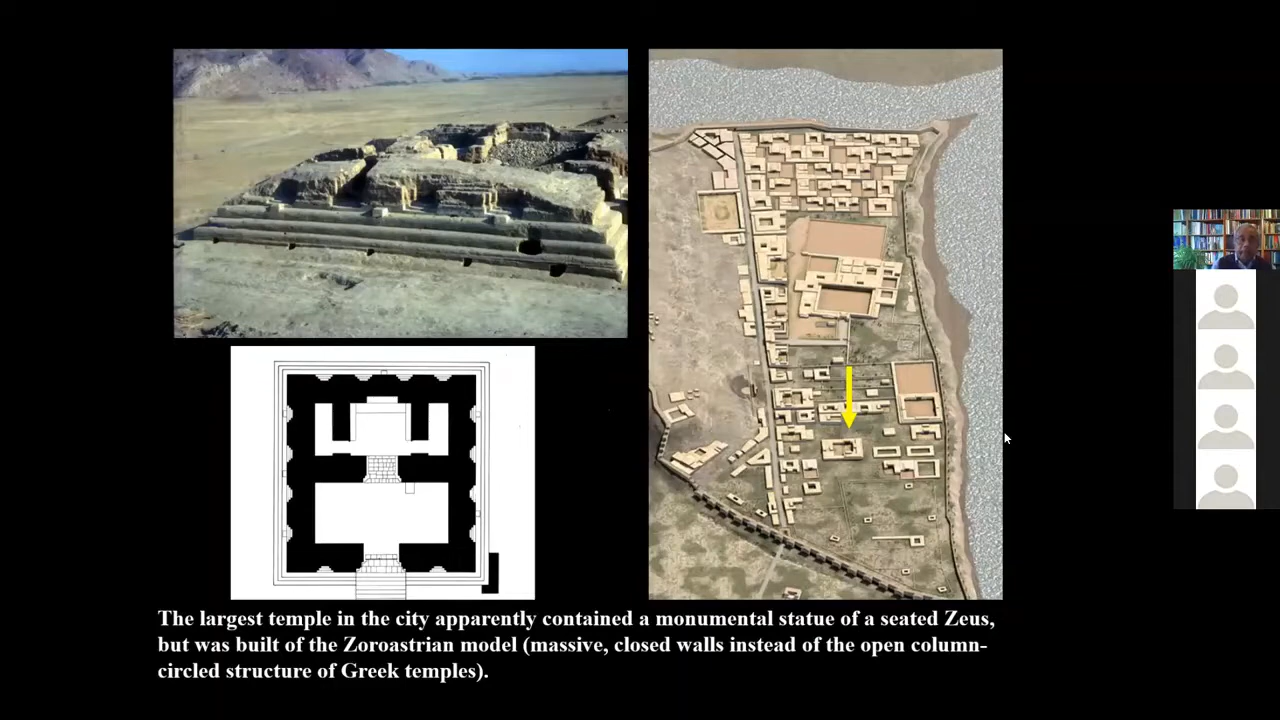 The largest temple in the city apparently contained a monumental statue of a seated Zeus,
but was built of the Zoroastrian model (massive, closed walls instead of the open column-
circled structure of Greek temples).